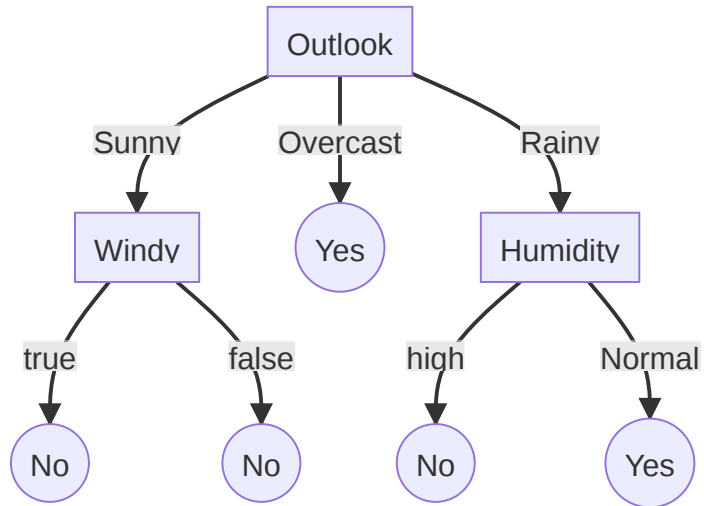 Outlook
Sunny
Overcast
Rainy
Windy
Yes
Humidity
true
false
high
Normal
No
No
No
Yes